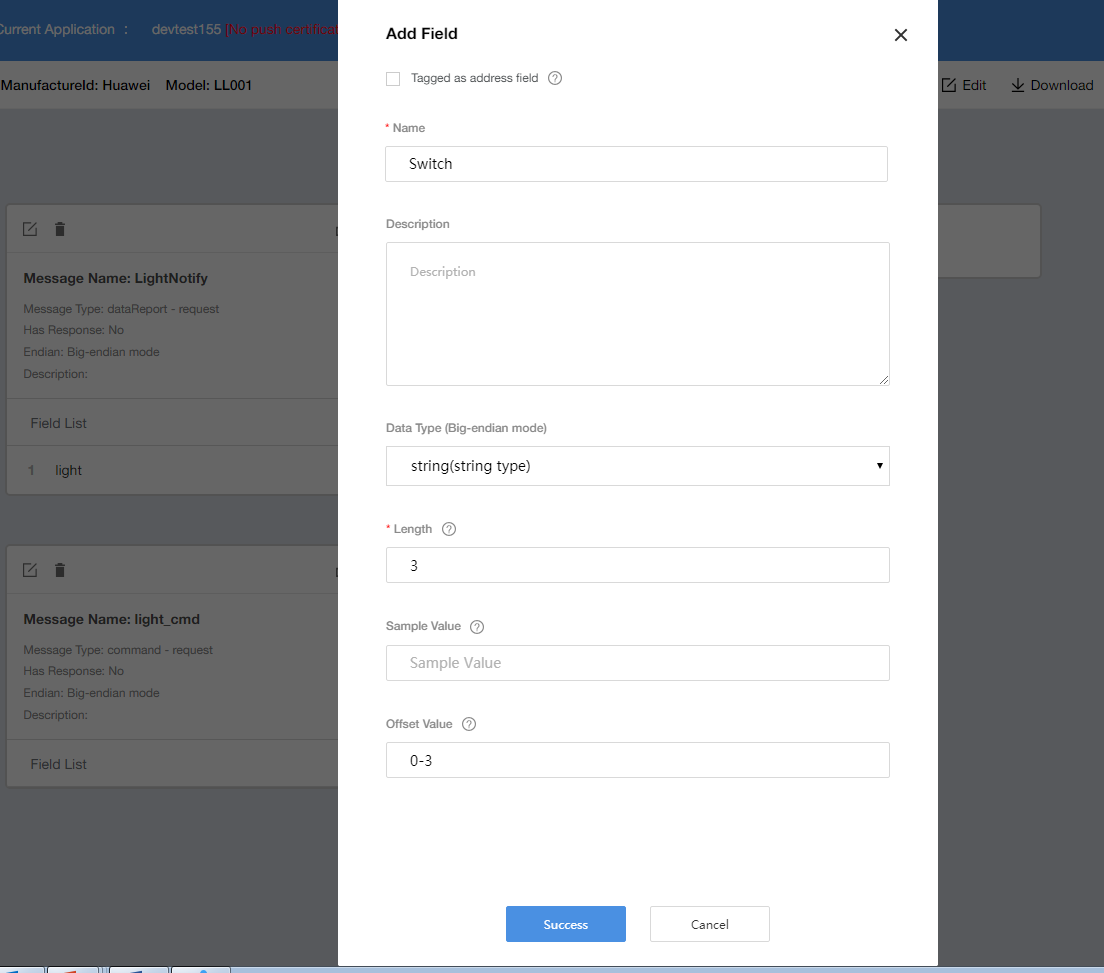 Current Application : devtest155 [No push certificat
ManufactureId: Huawei Model: LL001
Edit Download
Message Name: LightNotify
Message Type: dataReport - request
Has Response: No
Endian: Big-endian mode
Description:
Field List
1 light
Message Name: light_cmd
Message Type: command - request
Has Response: No
Endian: Big-endian mode
Description:
Field List
Add Field
Tagged as address field ?
* Name
Switch
Description
Description
Data Type (Big-endian mode)
string(string type)
* Length ?
3
Sample Value ?
Sample Value
Offset Value ?
0-3
Success Cancel